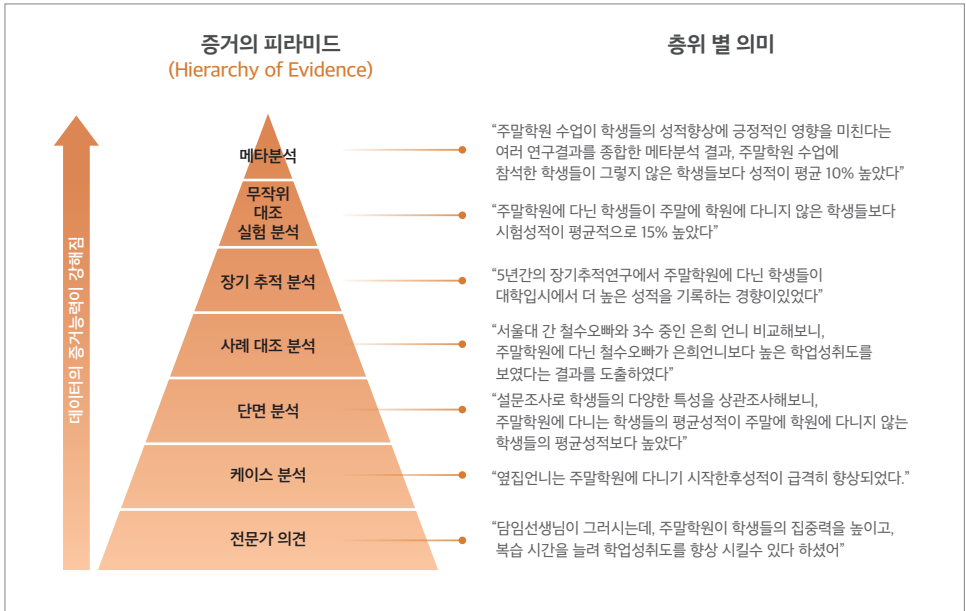 증거의 피라미드
(Hierarchy of Evidence)
층위 별 의미
데이터의 증거능력이 강해짐
메타분석
“주말학원 수업이 학생들의 성적향상에 긍정적인 영향을 미친다는
여러 연구결과를 종합한 메타분석 결과, 주말학원 수업에
참석한 학생들이 그렇지 않은 학생들보다 성적이 평균 10% 높았다”
무작위
대조
실험 분석
“주말학원에 다닌 학생들이 주말에 학원에 다니지 않은 학생들보다
시험성적이 평균적으로 15% 높았다”
장기 추적 분석
“5년간의 장기추적연구에서 주말학원에 다닌 학생들이
대학입시에서 더 높은 성적을 기록하는 경향이있었다”
사례 대조 분석
“서울대 간 철수오빠와 3수 중인 은희 언니 비교해보니,
주말학원에 다닌 철수오빠가 은희언니보다 높은 학업성취도를
보였다는 결과를 도출하였다”
단면 분석
“설문조사로 학생들의 다양한 특성을 상관조사해보니,
주말학원에 다니는 학생들의 평균성적이 주말에 학원에 다니지 않는
학생들의 평균성적보다 높았다”
케이스 분석
“옆집언니는 주말학원에 다니기 시작한후성적이 급격히 향상되었다.”
전문가 의견
“담임선생님이 그러시는데, 주말학원이 학생들의 집중력을 높이고,
복습 시간을 늘려 학업성취도를 향상 시킬수 있다 하셨어”